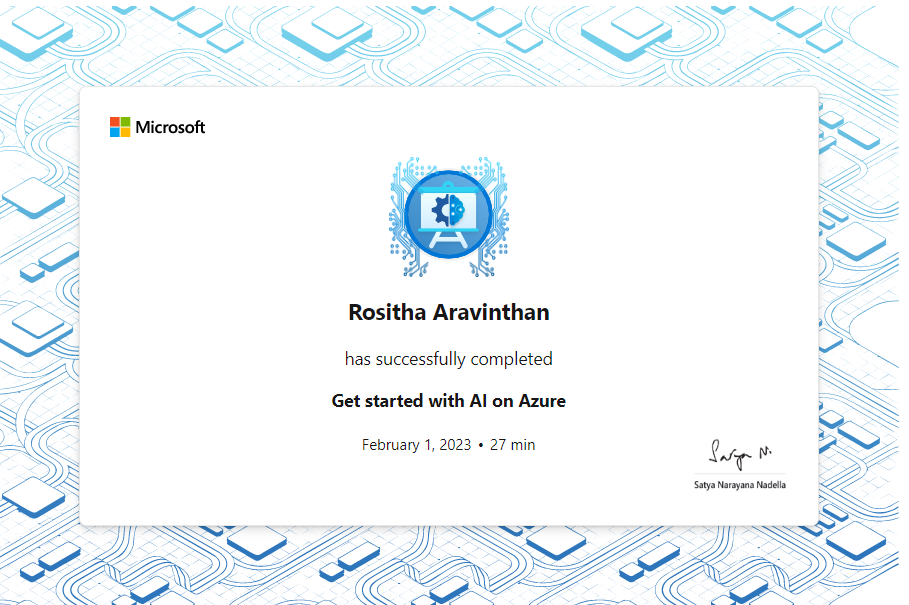 Microsoft
Rositha Aravinthan
has successfully completed
Get started with AI on Azure
February 1, 2023 • 27 min
Satya N.
Satya Narayana Nadella